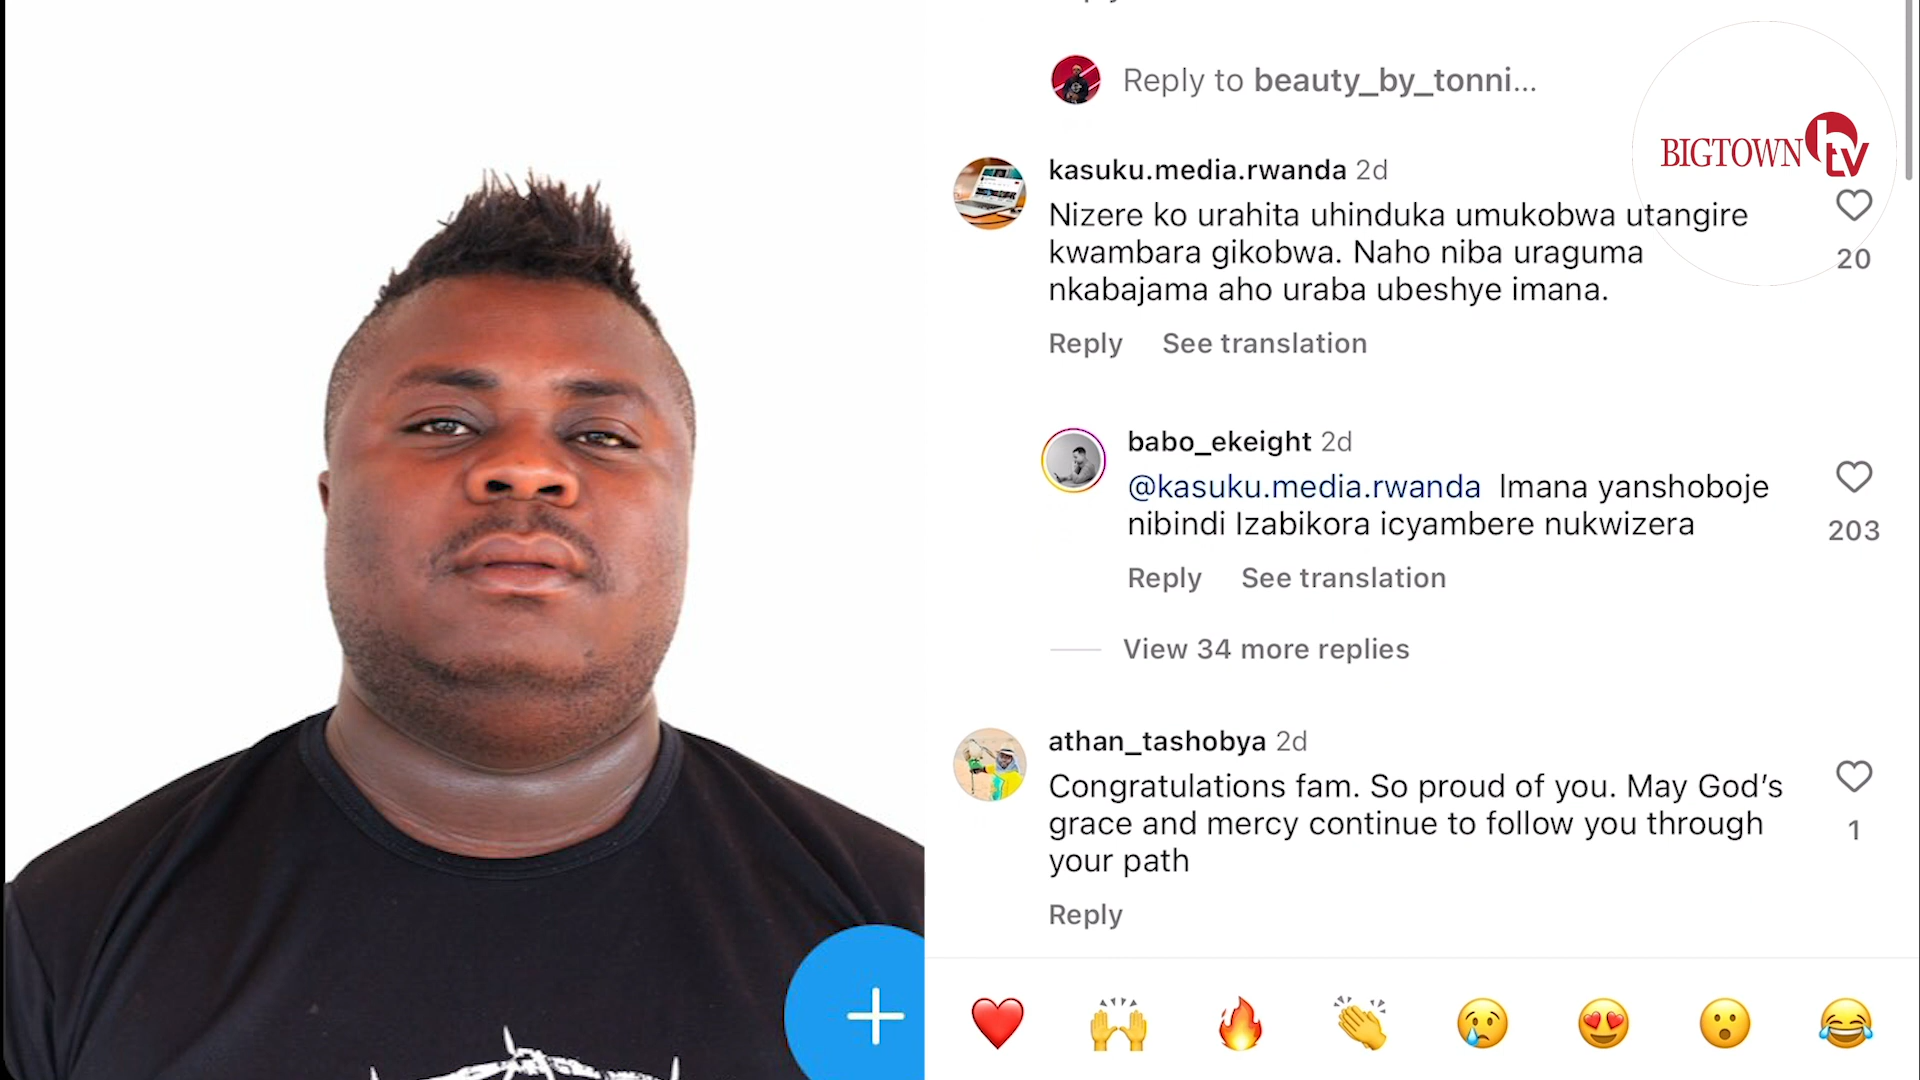 Reply to beauty_by_tonni...
BIGTOWN tv
kasuku.media.rwanda 2d
Nizere ko urahita uhinduka umukobwa utangire
kwambara gikobwa. Naho niba uraguma
nkabajama aho uraba ubeshye imana.
20
Reply See translation
babo_ekeight 2d
@kasuku.media.rwanda Imana yanshoboje
nibindi Izabikora icyambere nukwizera
203
Reply See translation
View 34 more replies
athan_tashobya 2d
Congratulations fam. So proud of you. May God’s
grace and mercy continue to follow you through
your path
1
Reply